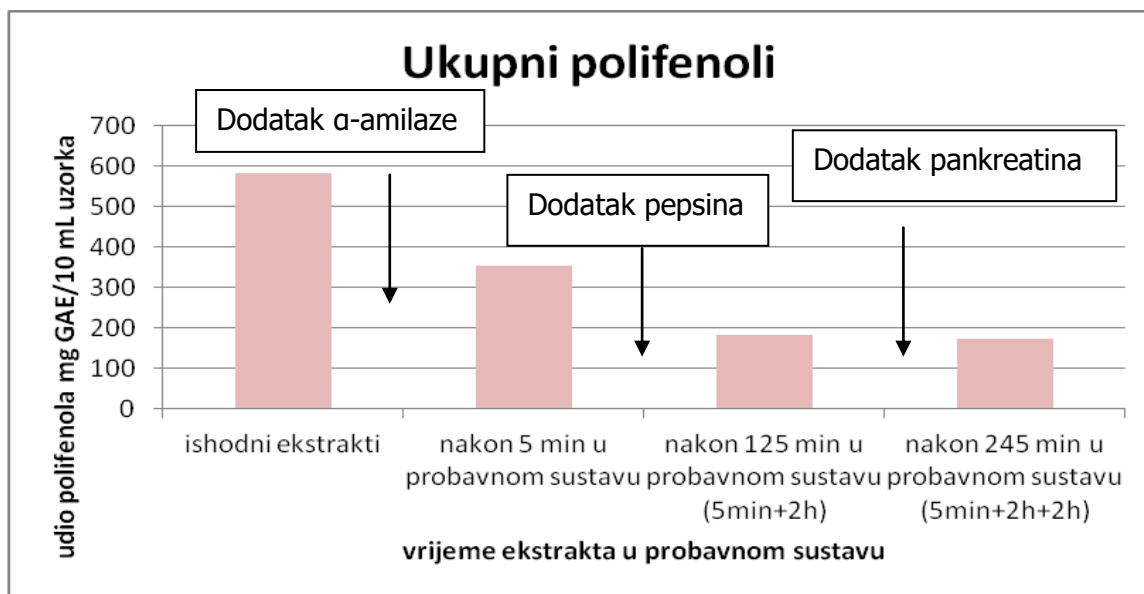 Ukupni polifenoli
Dodatak α-amilaze
Dodatak pepsina
Dodatak pankreatina
udio polifenola mg GAE/10 mL uzorka
700
600
500
400
300
200
100
0
ishodni ekstrakti
nakon 5 min u
probavnom sustavu
nakon 125 min u
probavnom sustavu
(5min+2h)
nakon 245 min u
probavnom sustavu
(5min+2h+2h)
vrijeme ekstrakta u probavnom sustavu